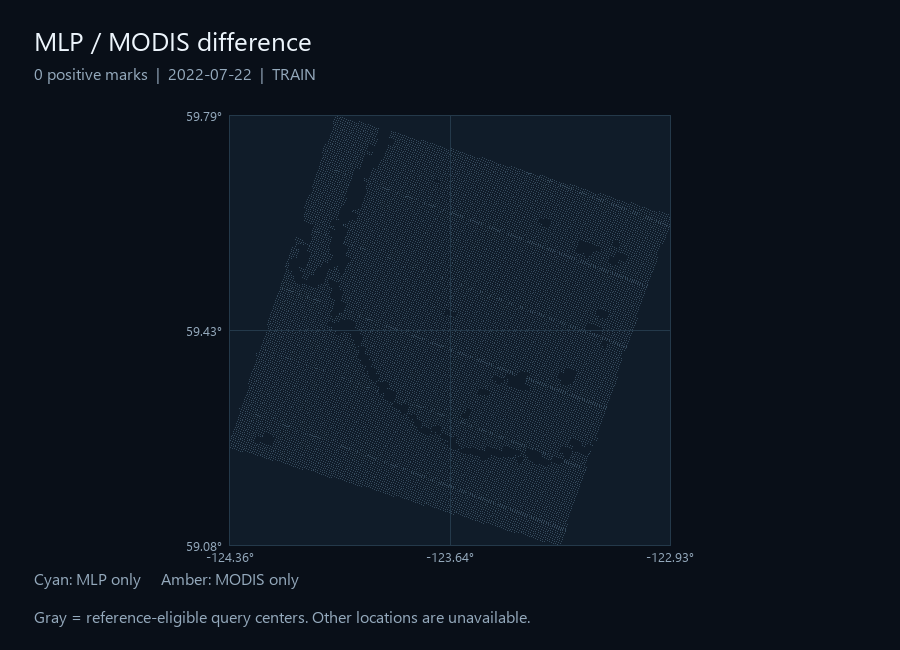 MLP / MODIS difference
0 positive marks | 2022-07-22 | TRAIN
59.79°
59.43°
59.08°
-124.36°
-123.64°
-122.93°
Cyan: MLP only Amber: MODIS only
Gray = reference-eligible query centers. Other locations are unavailable.